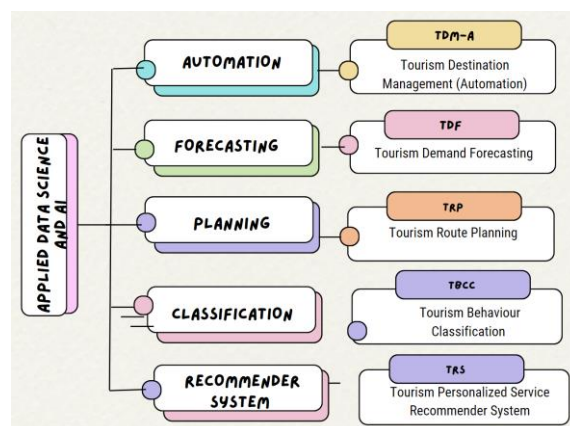 APPLIED DATA SCIENCE
AND AI
AUTOMATION
TDM-A
Tourism Destination
Management (Automation)
FORECASTING
TDF
Tourism Demand Forecasting
PLANNING
TRP
Tourism Route Planning
CLASSIFICATION
TBCC
Tourism Behaviour
Classification
RECOMMENDER
SYSTEM
TRS
Tourism Personalized Service
Recommender System